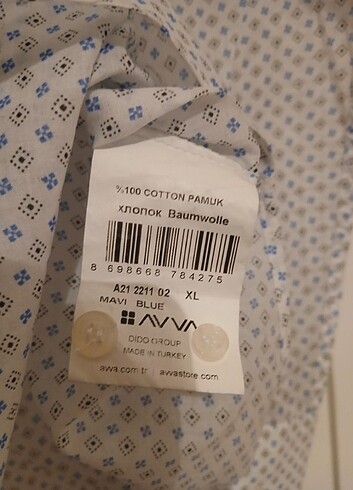 %100 COTTON PAMUK
ХЛОПОК Baumwolle
8 698668 784275
A21 2211 02 XL
MAVI BLUE
AVVA
DIDO GROUP
MADE IN TURKEY
avva.com.tr | avvastore.com